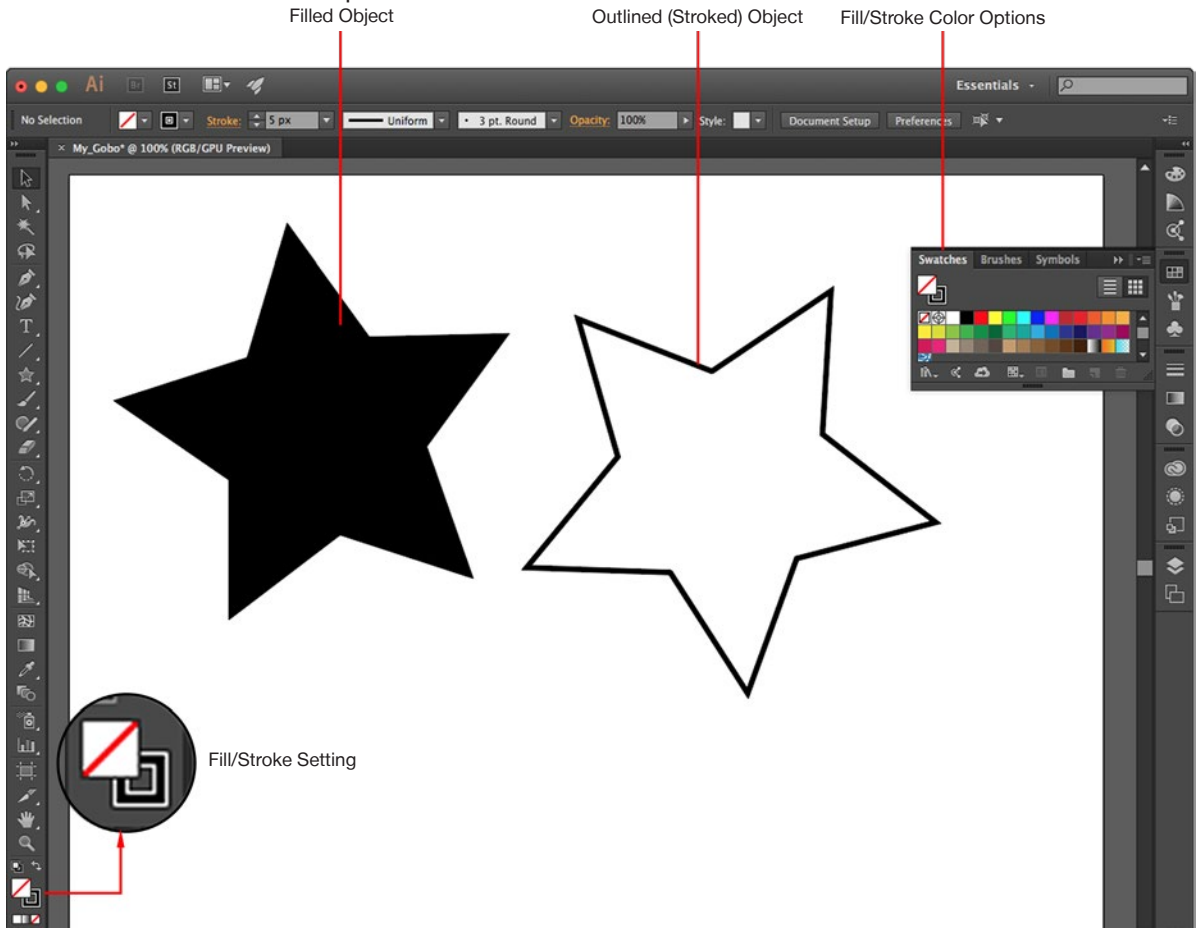 Filled Object
Outlined (Stroked) Object
Fill/Stroke Color Options
Ai Br St
Essentials
No Selection
Stroke: 5 px
Uniform
3 pt. Round
Opacity: 100%
Style:
Document Setup
Preferences
× My_Gobo* @ 100% (RGB/GPU Preview)
Swatches Brushes Symbols
T
Fill/Stroke Setting